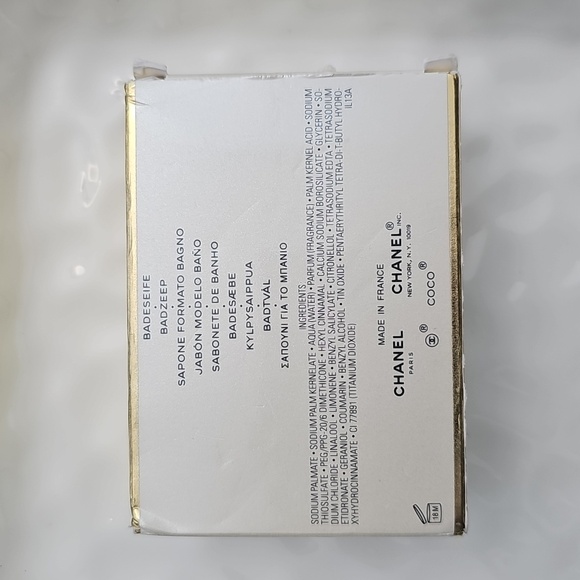 BADESEIFE
BADZEEP
SAPONE FORMATO BAGNO
JABÓN MODELO BAÑO
SABONETE DE BANHO
BADESÆBE
KYLPYSAIPPUA
BADTVÅL
ΣΑΠΟΥΝΙ ΓΙΑ ΤΟ ΜΠΑΝΙΟ
INGREDIENTS
SODIUM PALMATE • SODIUM PALM KERNELATE • AQUA (WATER) • PARFUM (FRAGRANCE) • PALM KERNEL ACID • SODIUM
THIOSULFATE • PEG/PPG-20/6 DIMETHICONE • HEXYL CINNAMAL • CALCIUM SODIUM BOROSILICATE • GLYCERIN • SO-
DIUM CHLORIDE • LINALOOL • LIMONENE • BENZYL SALICYLATE • CITRONELLOL • TETRASODIUM EDTA • TETRASODIUM
ETIDRONATE • GERANIOL • COUMARIN • BENZYL ALCOHOL • TIN OXIDE • PENTAERYTHRITYL TETRA-DI-T-BUTYL HYDRO-
XYHYDROCINNAMATE • CI 77891 (TITANIUM DIOXIDE) IL13A
MADE IN FRANCE
CHANEL CHANEL® INC.
PARIS NEW YORK, N.Y. 10019
® COCO®
18M